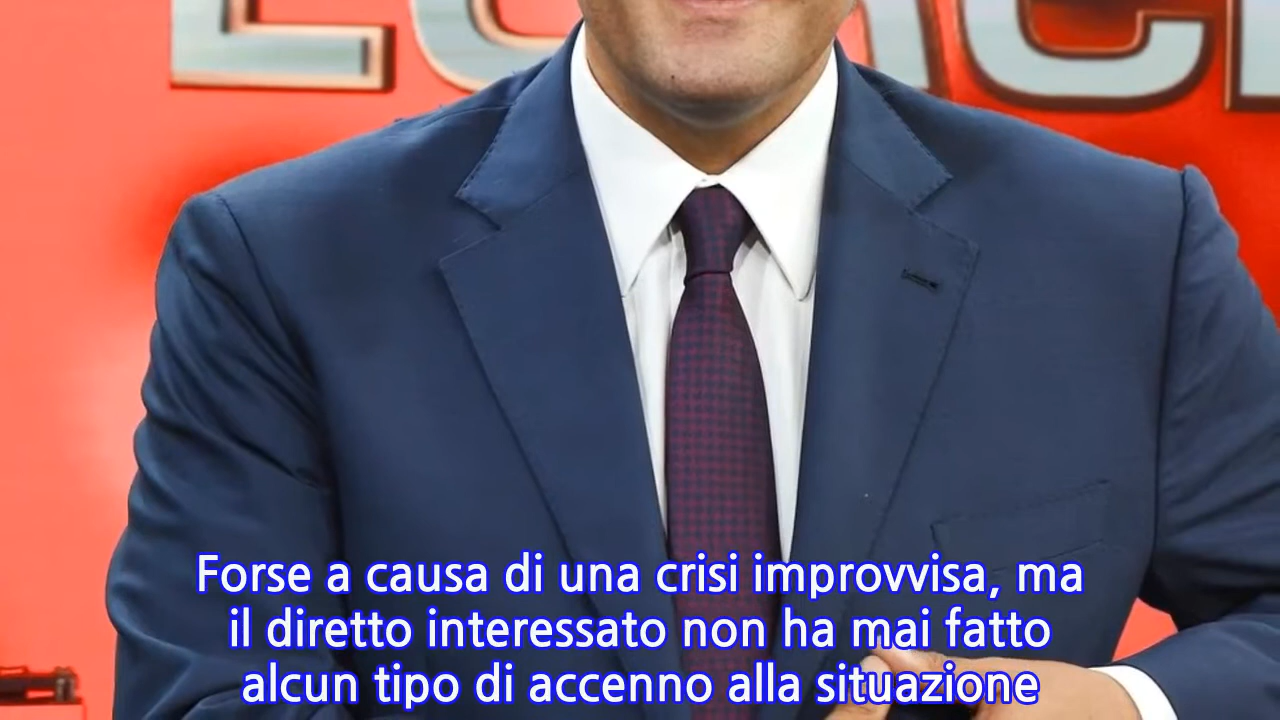 Forse a causa di una crisi improvvisa, ma
il diretto interessato non ha mai fatto
alcun tipo di accenno alla situazione